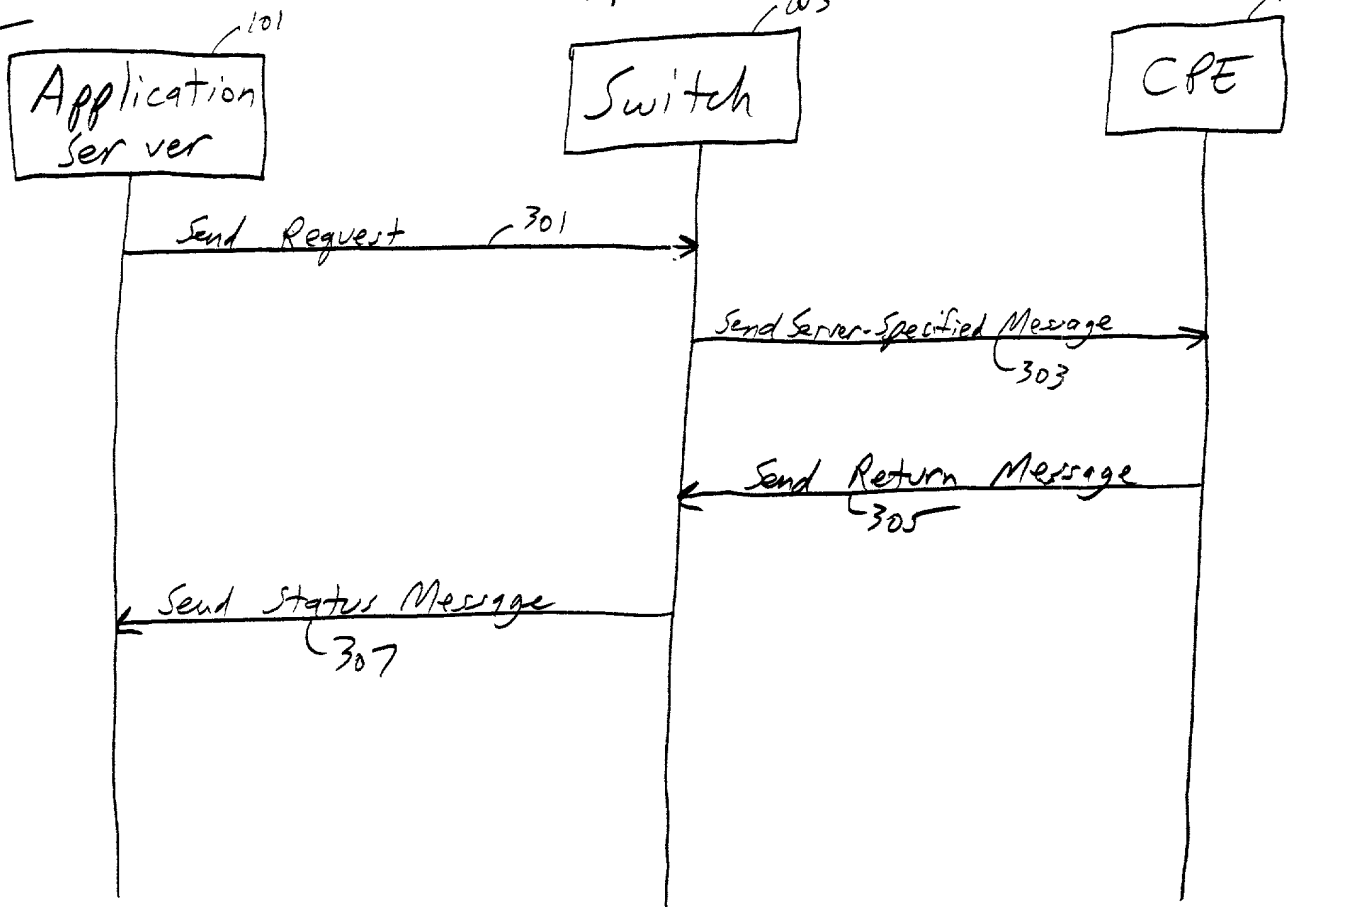 101
Application
Server
Switch
CPE
Send Request
301
Send Server-Specified Message
303
Send Return Message
305
Send Status Message
307